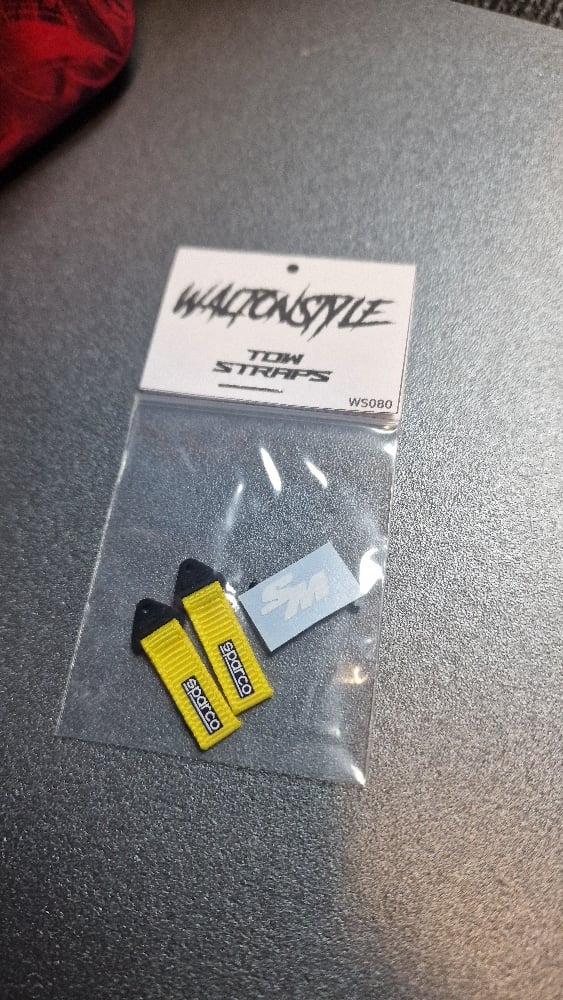 WALTONSTYLE
TOW
STRAPS
WS080
SM
sparco
sparco